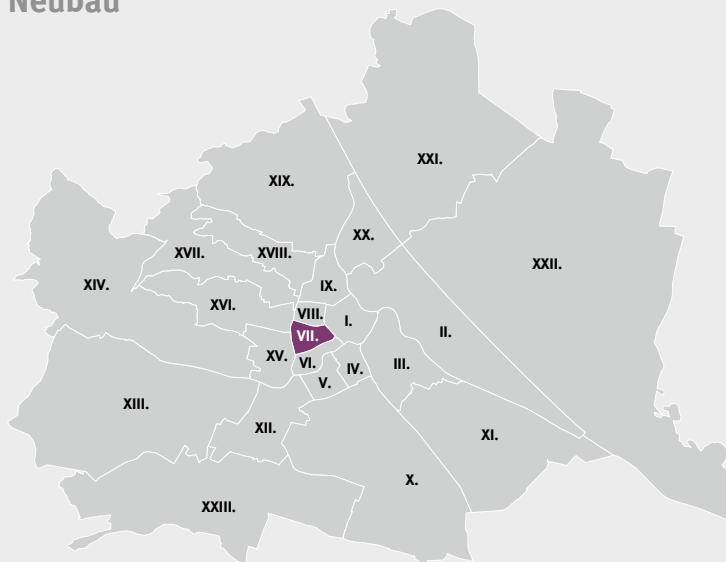 Neubau
XXI.
XIX.
XX.
XVII.
XVIII.
XXII.
XIV.
IX.
XVI.
VIII.
I.
II.
VII.
XV.
VI.
IV.
III.
V.
XIII.
XII.
XI.
X.
XXIII.